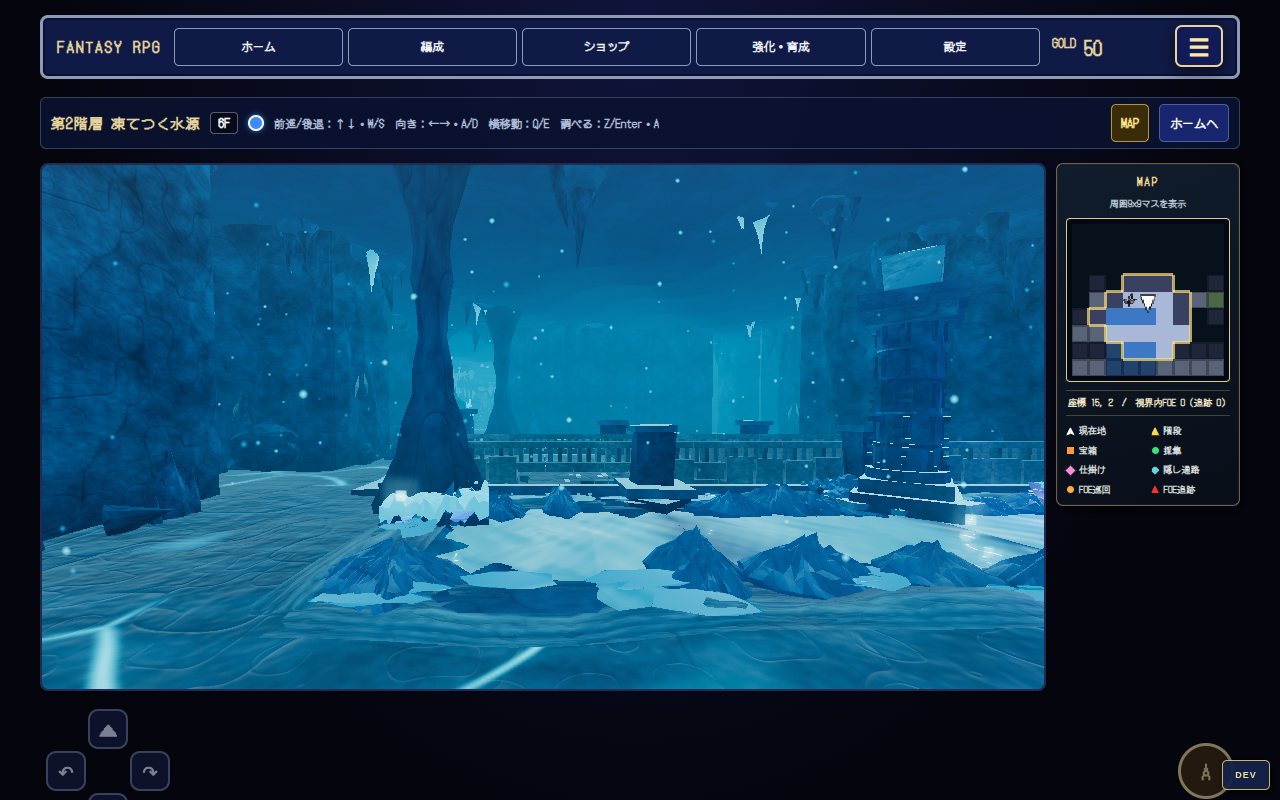 FANTASY RPG
ホーム
編成
ショップ
強化・育成
設定
GOLD 50
第2階層 凍てつく水源
6F
前進/後退：↑↓・W/S 向き：←→・A/D 横移動：Q/E 調べる：Z/Enter・A
MAP
ホームへ
MAP
周囲9x9マスを表示
座標 15, 2 / 視界内FOE 0 (追跡 0)
現在地
階段
宝箱
採集
仕掛け
隠し通路
FOE巡回
FOE追跡
A
DEV